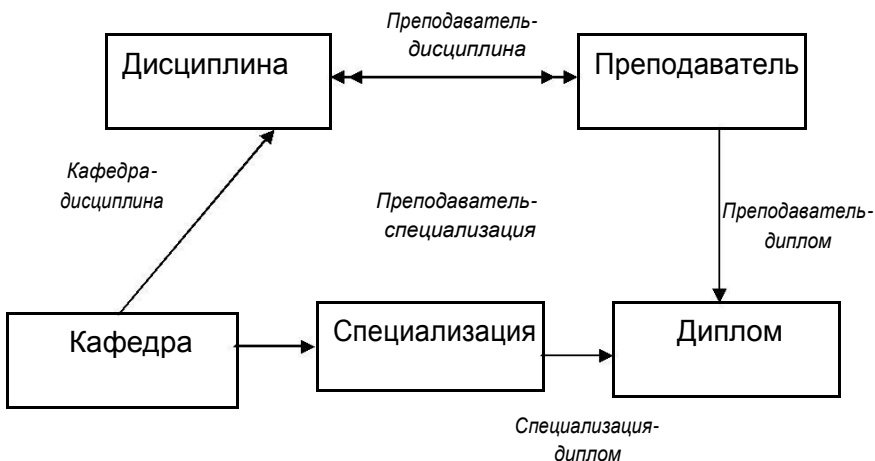 Преподаватель-
дисциплина
Дисциплина
Преподаватель
Кафедра-
дисциплина
Преподаватель-
специализация
Преподаватель-
диплом
Кафедра
Специализация
Диплом
Специализация-
диплом